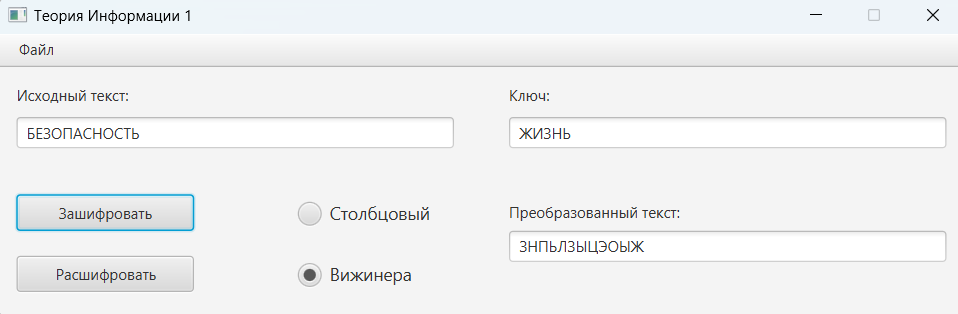 Теория Информации 1
Файл
Исходный текст:
Ключ:
БЕЗОПАСНОСТЬ
ЖИЗНЬ
Зашифровать
Столбцовый
Преобразованный текст:
ЗНПЬЛЗЫЦЭОЫЖ
Расшифровать
Вижинера